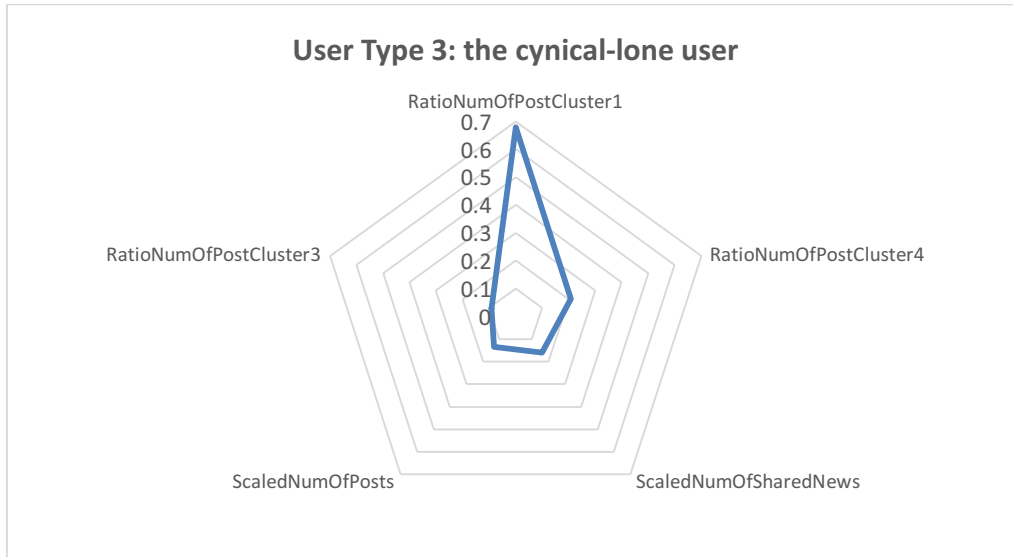 User Type 3: the cynical-lone user
RatioNumOfPostCluster1
0.7
0.6
0.5
0.4
0.3
0.2
0.1
0
RatioNumOfPostCluster3
RatioNumOfPostCluster4
ScaledNumOfPosts
ScaledNumOfSharedNews